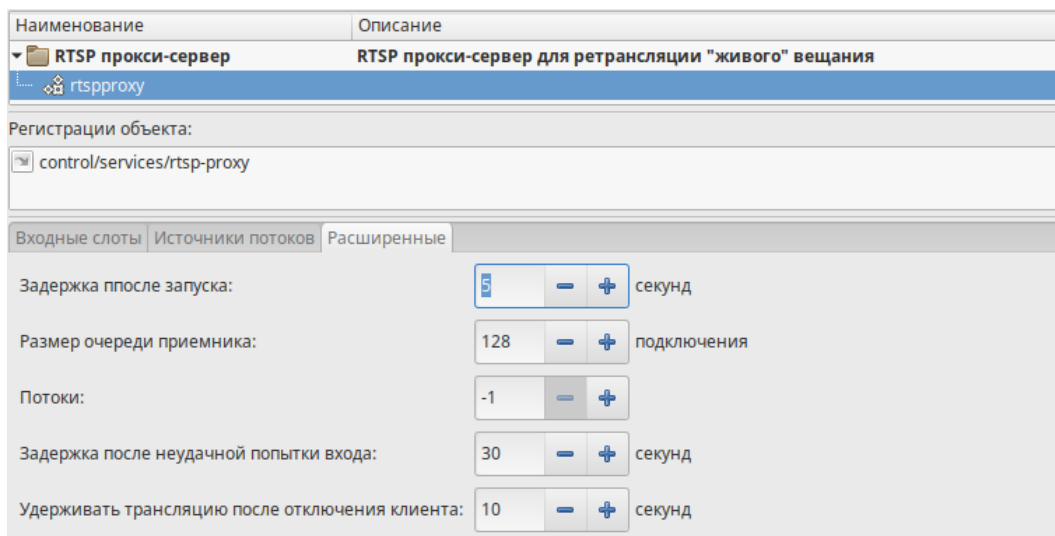 Наименование Описание
RTSP прокси-сервер RTSP прокси-сервер для ретрансляции "живого" вещания
rtspproxy
Регистрации объекта:
control/services/rtsp-proxy
Входные слоты Источники потоков Расширенные
Задержка ппосле запуска: 5 секунд
Размер очереди приемника: 128 подключения
Потоки: -1
Задержка после неудачной попытки входа: 30 секунд
Удерживать трансляцию после отключения клиента: 10 секунд